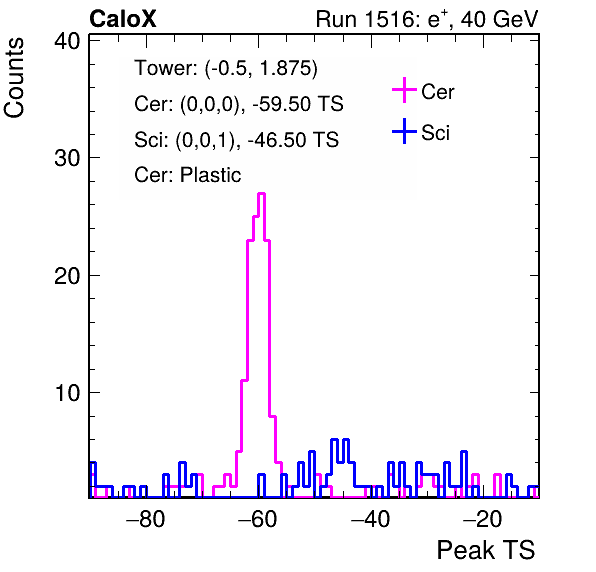 CaloX Run 1516: e⁺, 40 GeV
Counts
40
30
20
10
Tower: (-0.5, 1.875)
Cer: (0,0,0), -59.50 TS
Sci: (0,0,1), -46.50 TS
Cer: Plastic
Cer
Sci
−80 −60 −40 −20
Peak TS